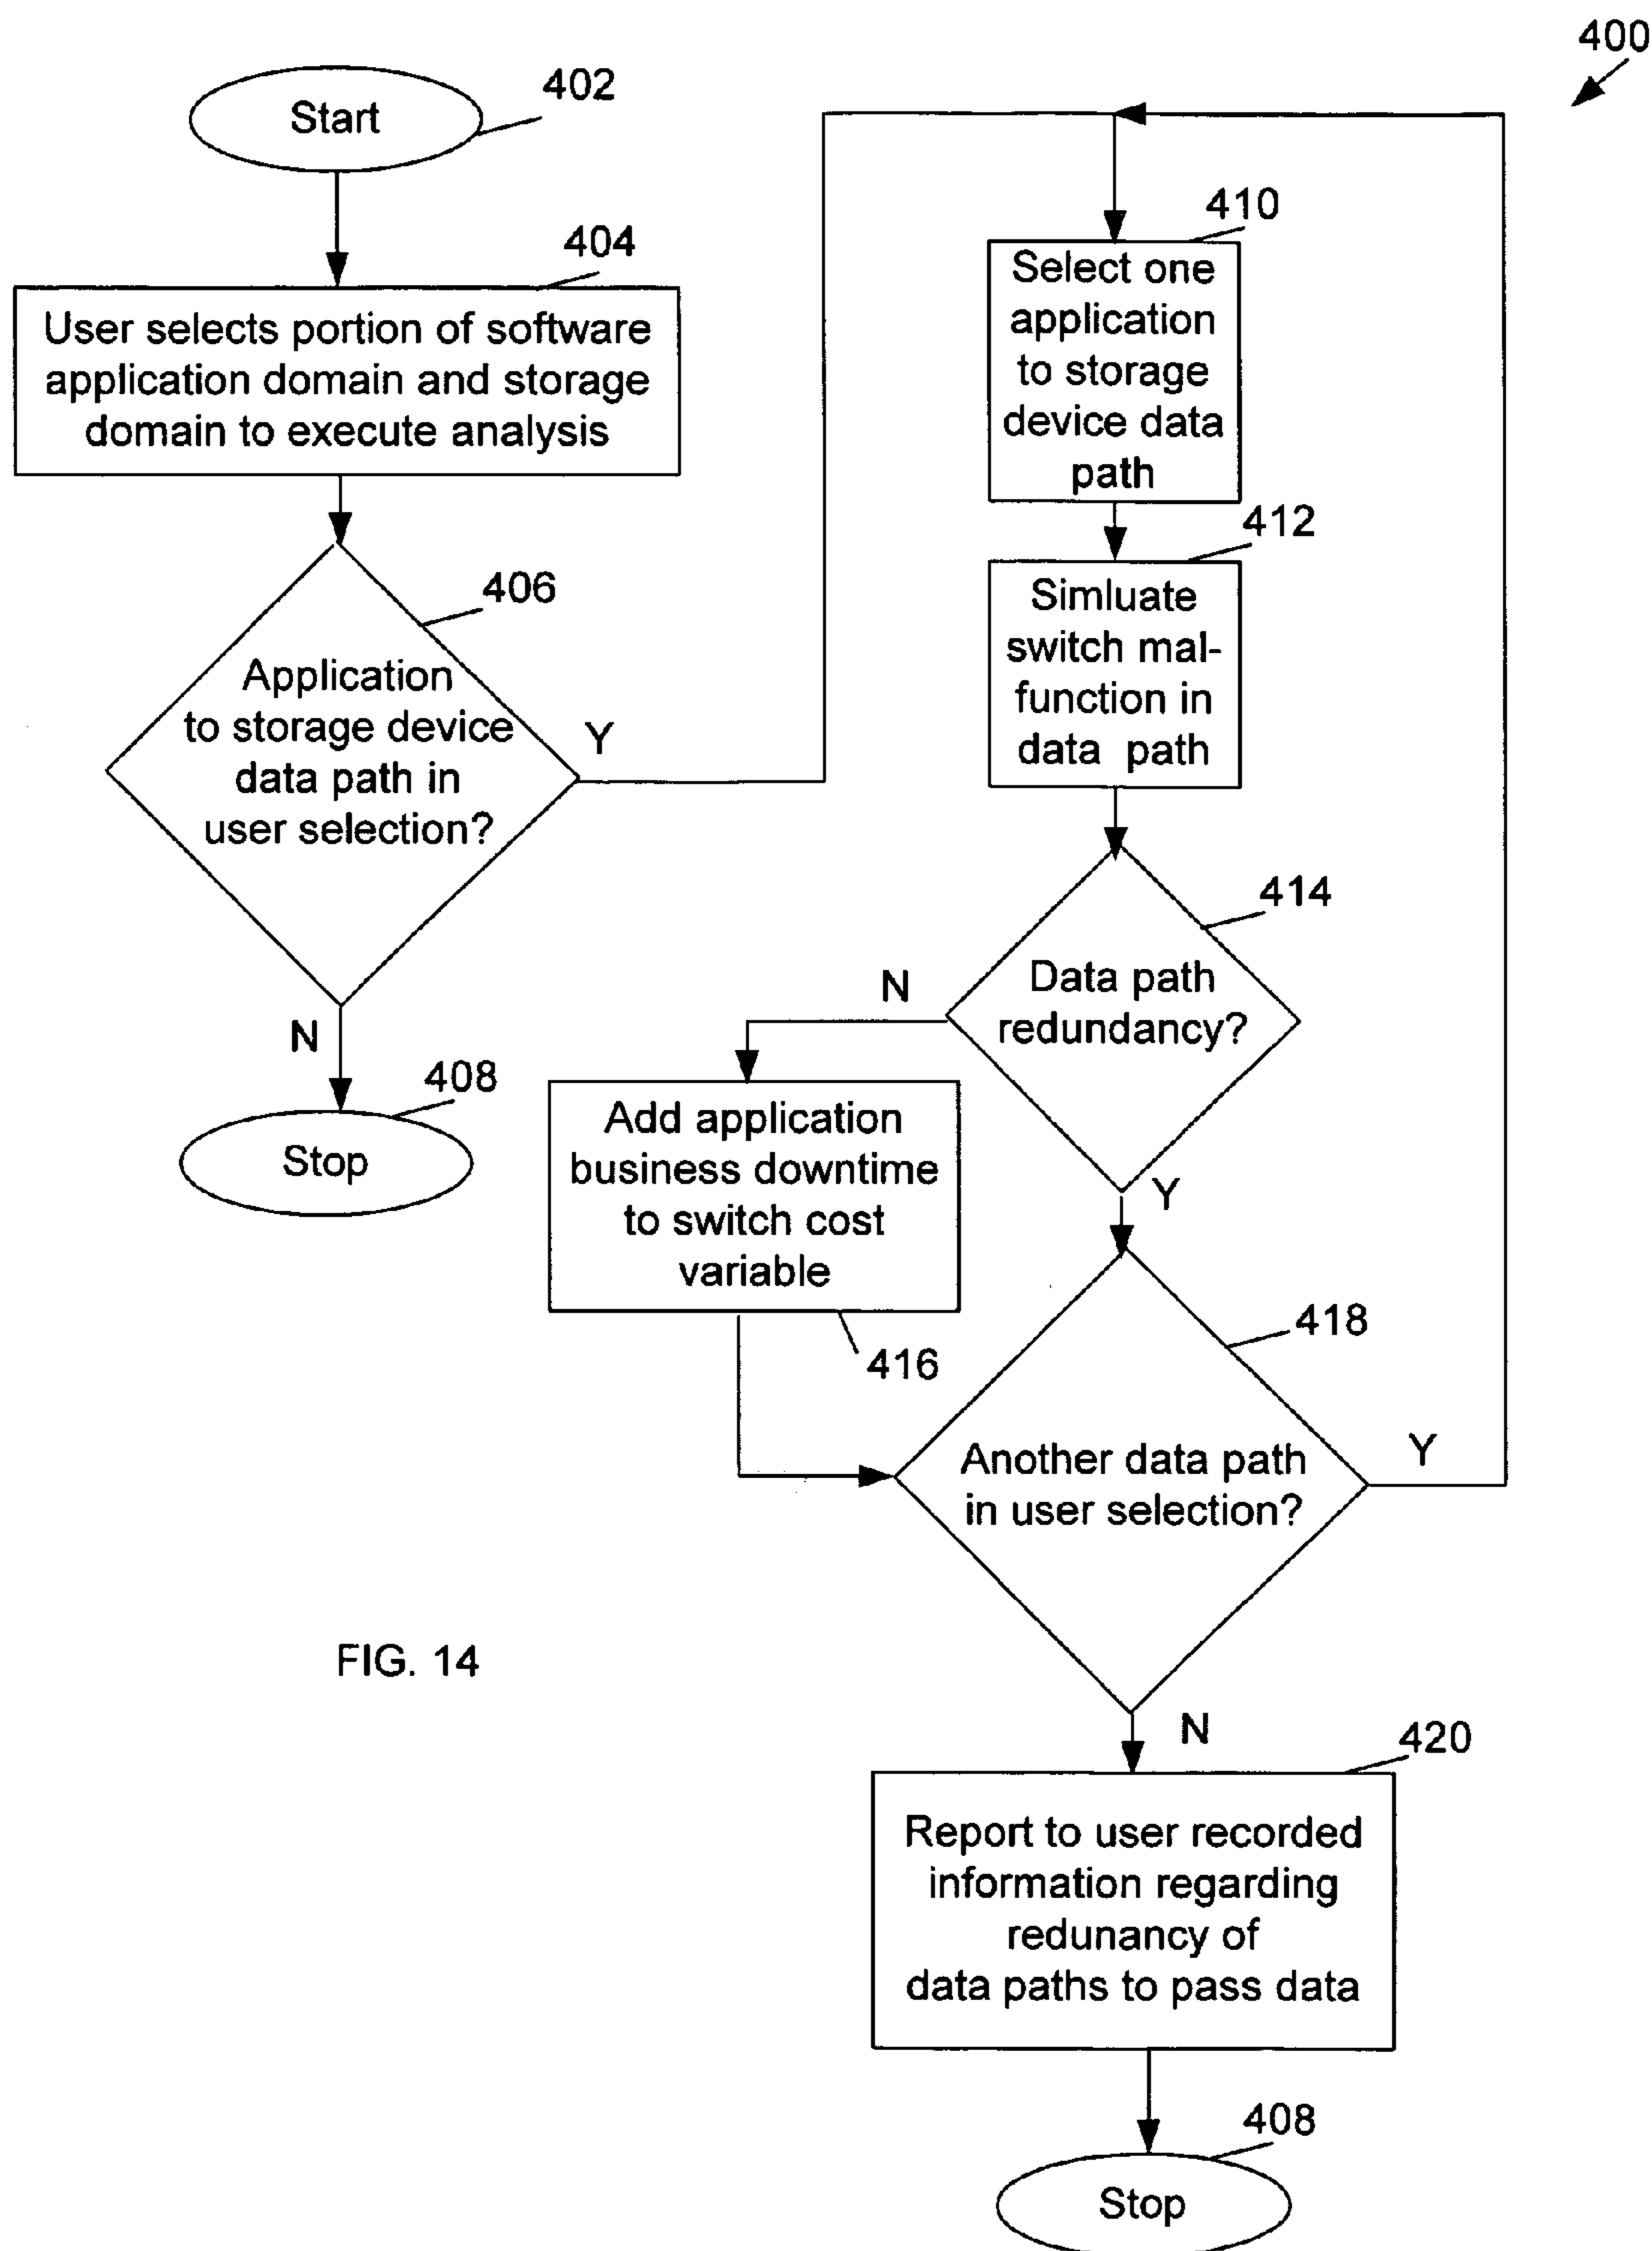 400
Start
402
404
User selects portion of software
application domain and storage
domain to execute analysis
406
Application
to storage device
data path in
user selection?
Y
N
408
Stop
410
Select one
application
to storage
device data
path
412
Simluate
switch mal-
function in
data path
414
Data path
redundancy?
N
Y
Add application
business downtime
to switch cost
variable
416
418
Another data path
in user selection?
Y
N
420
Report to user recorded
information regarding
redunancy of
data paths to pass data
408
Stop
FIG. 14